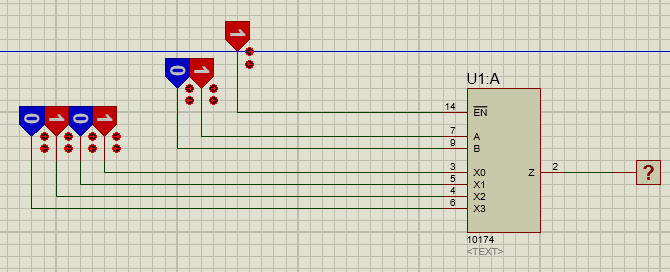 1
0 1
U1:A
0 1 0 1
14 EN
7 A
9 B
3 X0 Z 2 ?
5 X1
4 X2
6 X3
10174
<TEXT>